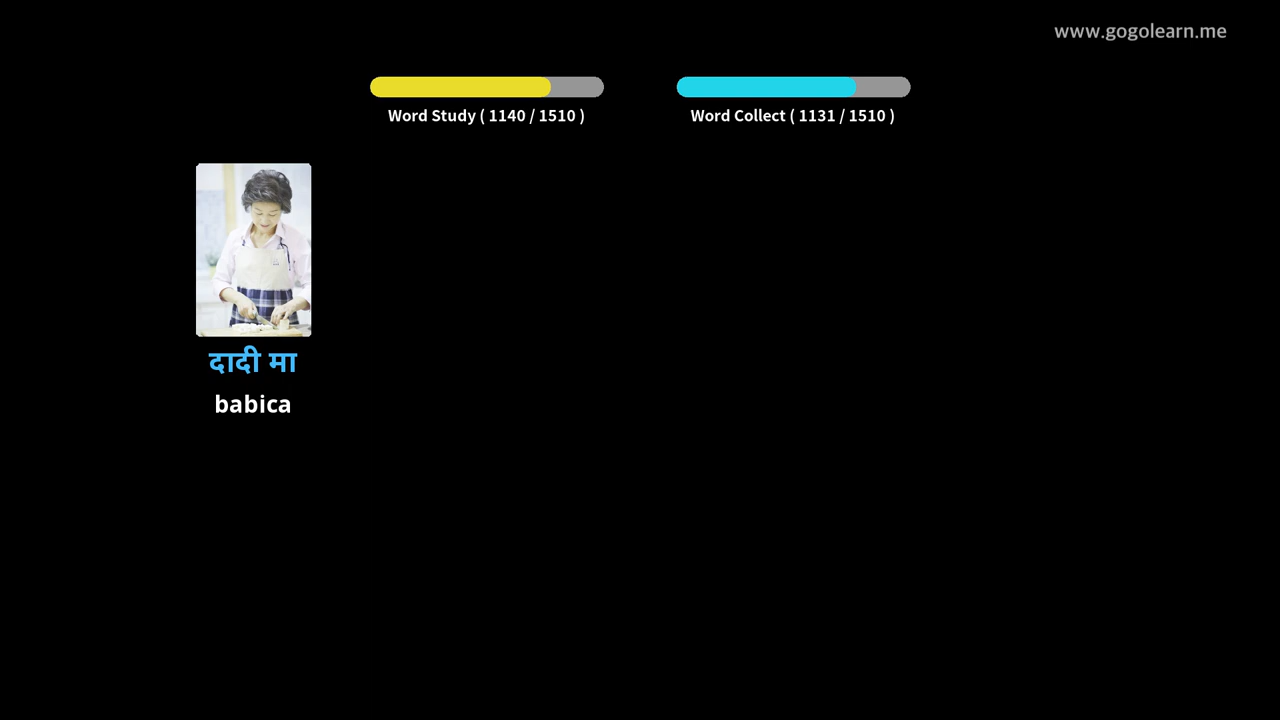 www.gogolearn.me
Word Study ( 1140 / 1510 )
Word Collect ( 1131 / 1510 )
दादी मा
babica